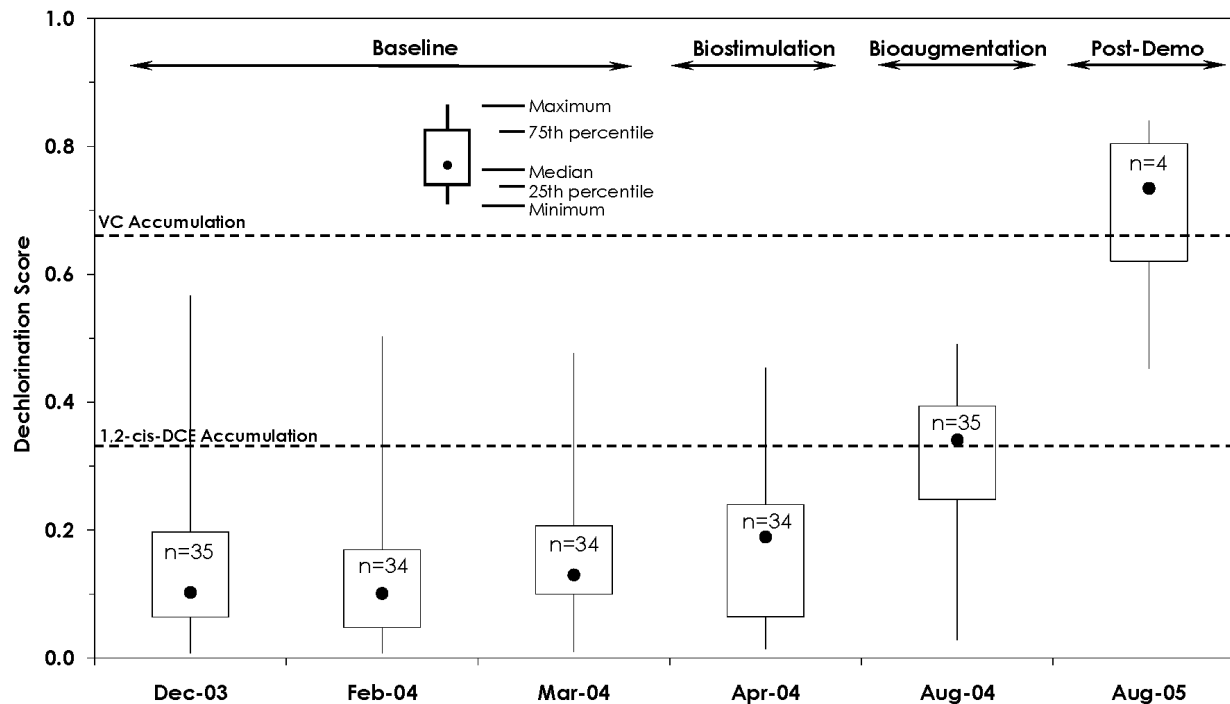 1.0
Baseline
Biostimulation
Bioaugmentation
Post-Demo
Maximum
75th percentile
Median
25th percentile
Minimum
0.8
n=4
VC Accumulation
0.6
Dechlorination Score
0.4
n=35
1,2-cis-DCE Accumulation
0.2
n=35
n=34
n=34
n=34
0.0
Dec-03
Feb-04
Mar-04
Apr-04
Aug-04
Aug-05